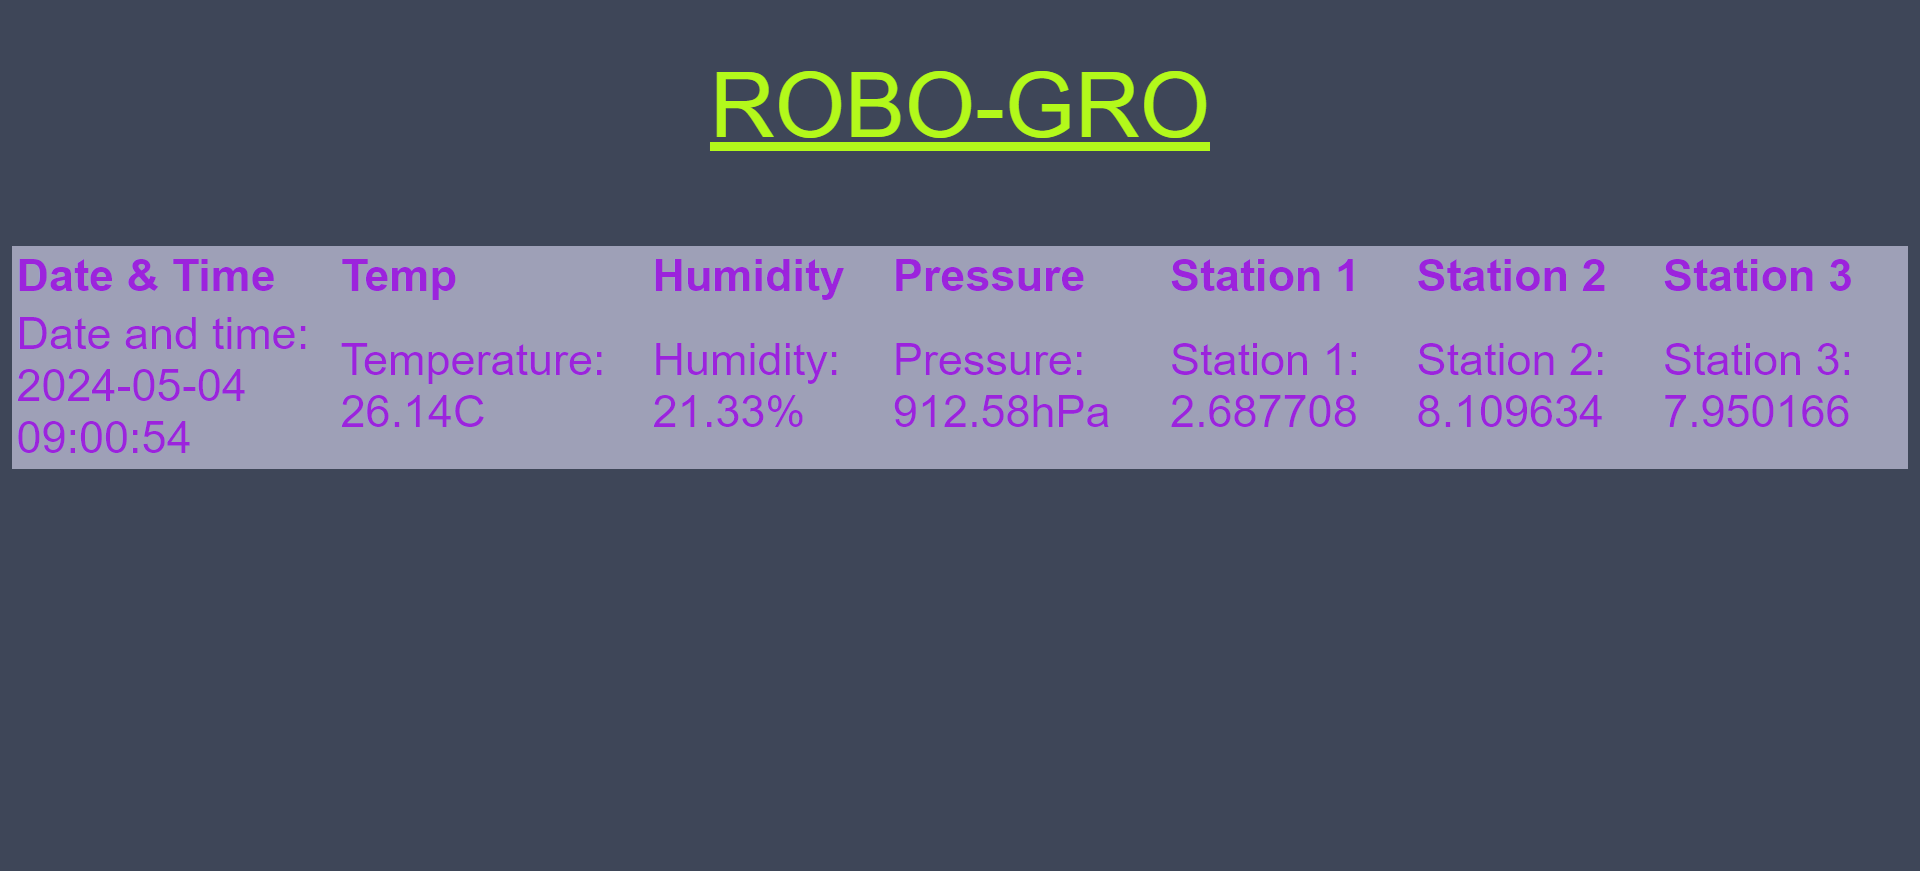 ROBO-GRO
Date & Time Temp Humidity Pressure Station 1 Station 2 Station 3
Date and time:
2024-05-04
09:00:54
Temperature:
26.14C
Humidity:
21.33%
Pressure:
912.58hPa
Station 1:
2.687708
Station 2:
8.109634
Station 3:
7.950166